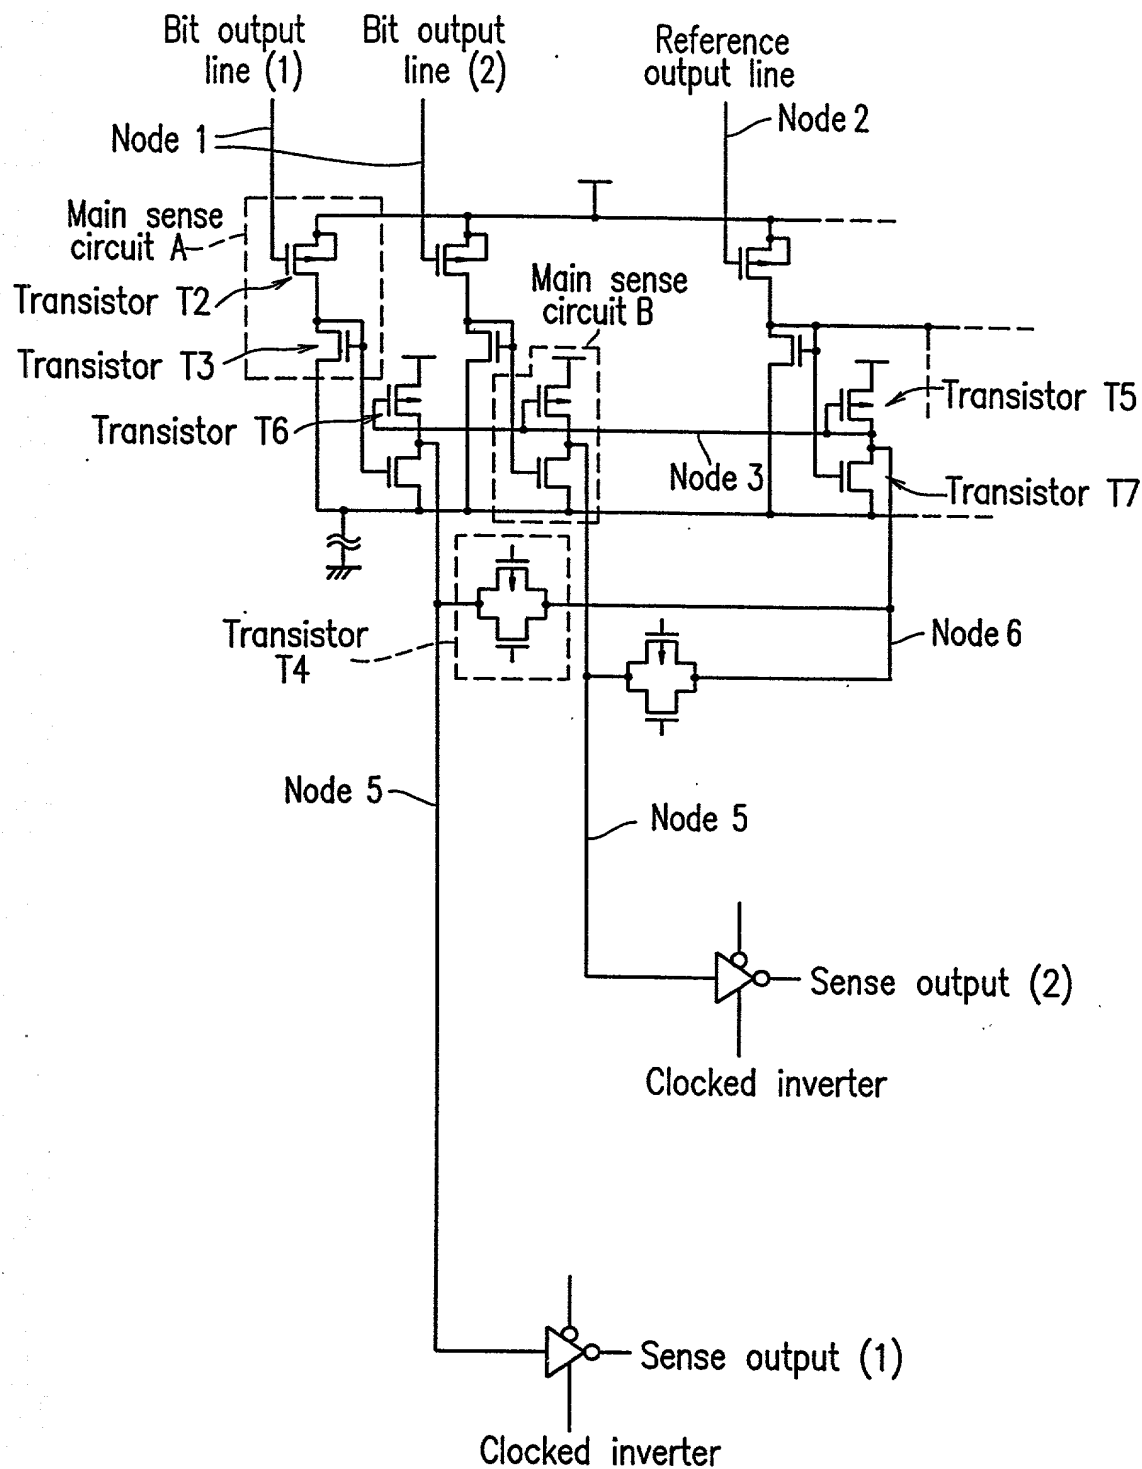 Bit output
line (1)
Bit output
line (2)
Reference
output line
Node 1
Node 2
Main sense
circuit A
Transistor T2
Main sense
circuit B
Transistor T3
Transistor T5
Transistor T6
Node 3
Transistor T7
Transistor
T4
Node 6
Node 5
Node 5
Sense output (2)
Clocked inverter
Sense output (1)
Clocked inverter